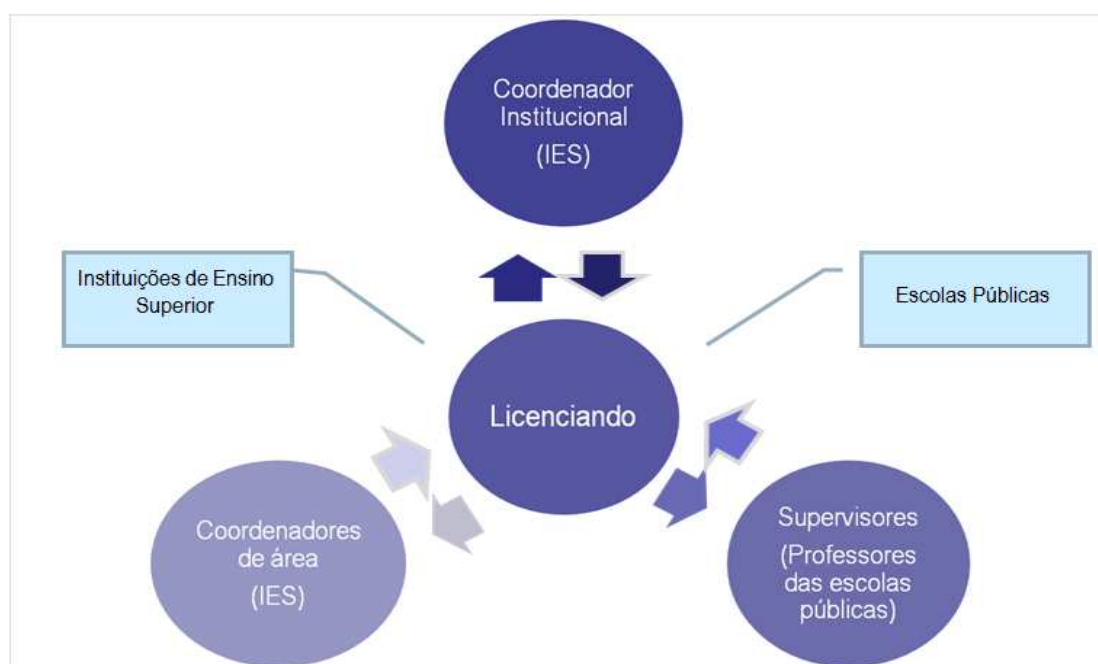 Coordenador
Institucional
(IES)
Instituições de Ensino
Superior
Escolas Públicas
Licenciando
Coordenadores
de área
(IES)
Supervisores
(Professores
das escolas
públicas)